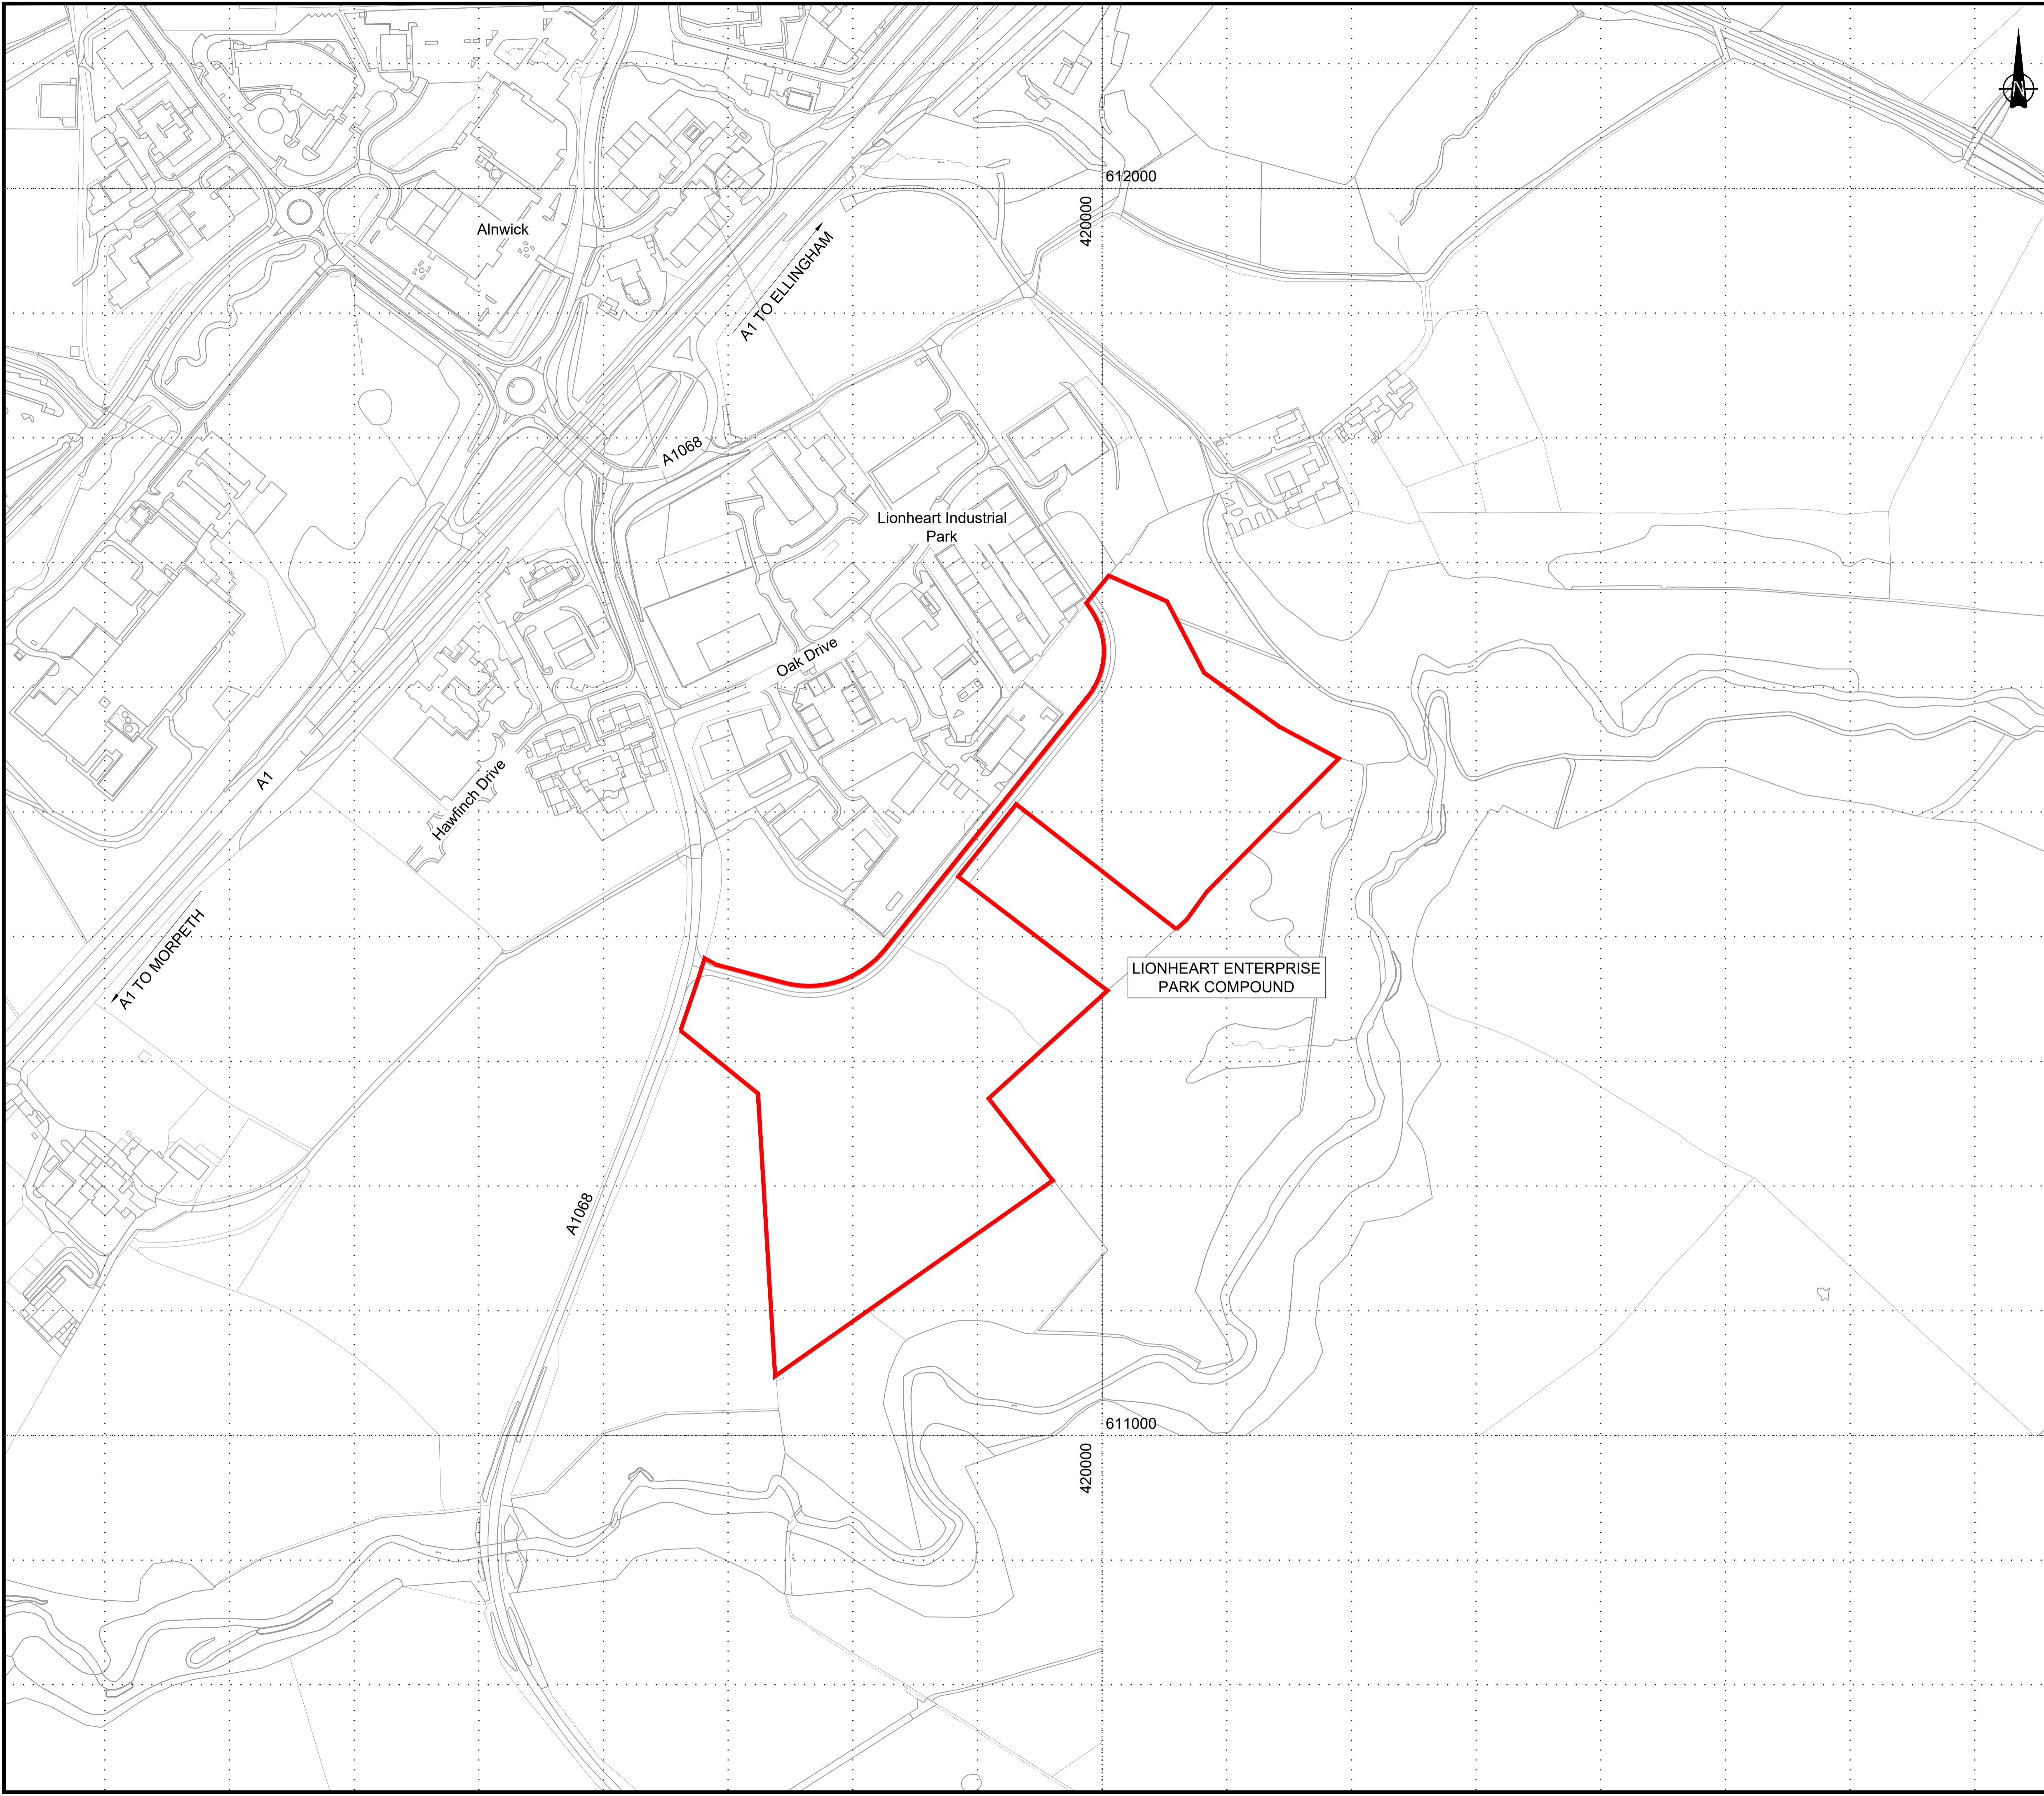 N
612000
420000
Alnwick
A1 TO ELLINGHAM
A1068
Lionheart Industrial
Park
Oak Drive
A1
Hawfinch Drive
A1 TO MORPETH
LIONHEART ENTERPRISE
PARK COMPOUND
A1068
611000
420000